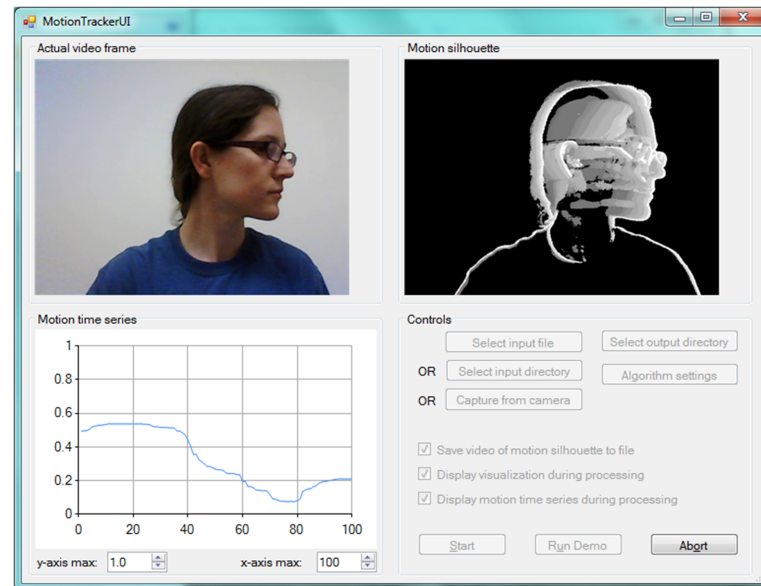 MotionTrackerUI
Actual video frame
Motion silhouette
Motion time series
1
0.8
0.6
0.4
0.2
0
0 20 40 60 80 100
y-axis max: 1.0 x-axis max: 100
Controls
Select input file Select output directory
OR Select input directory Algorithm settings
OR Capture from camera
Save video of motion silhouette to file
Display visualization during processing
Display motion time series during processing
Start Run Demo Abort